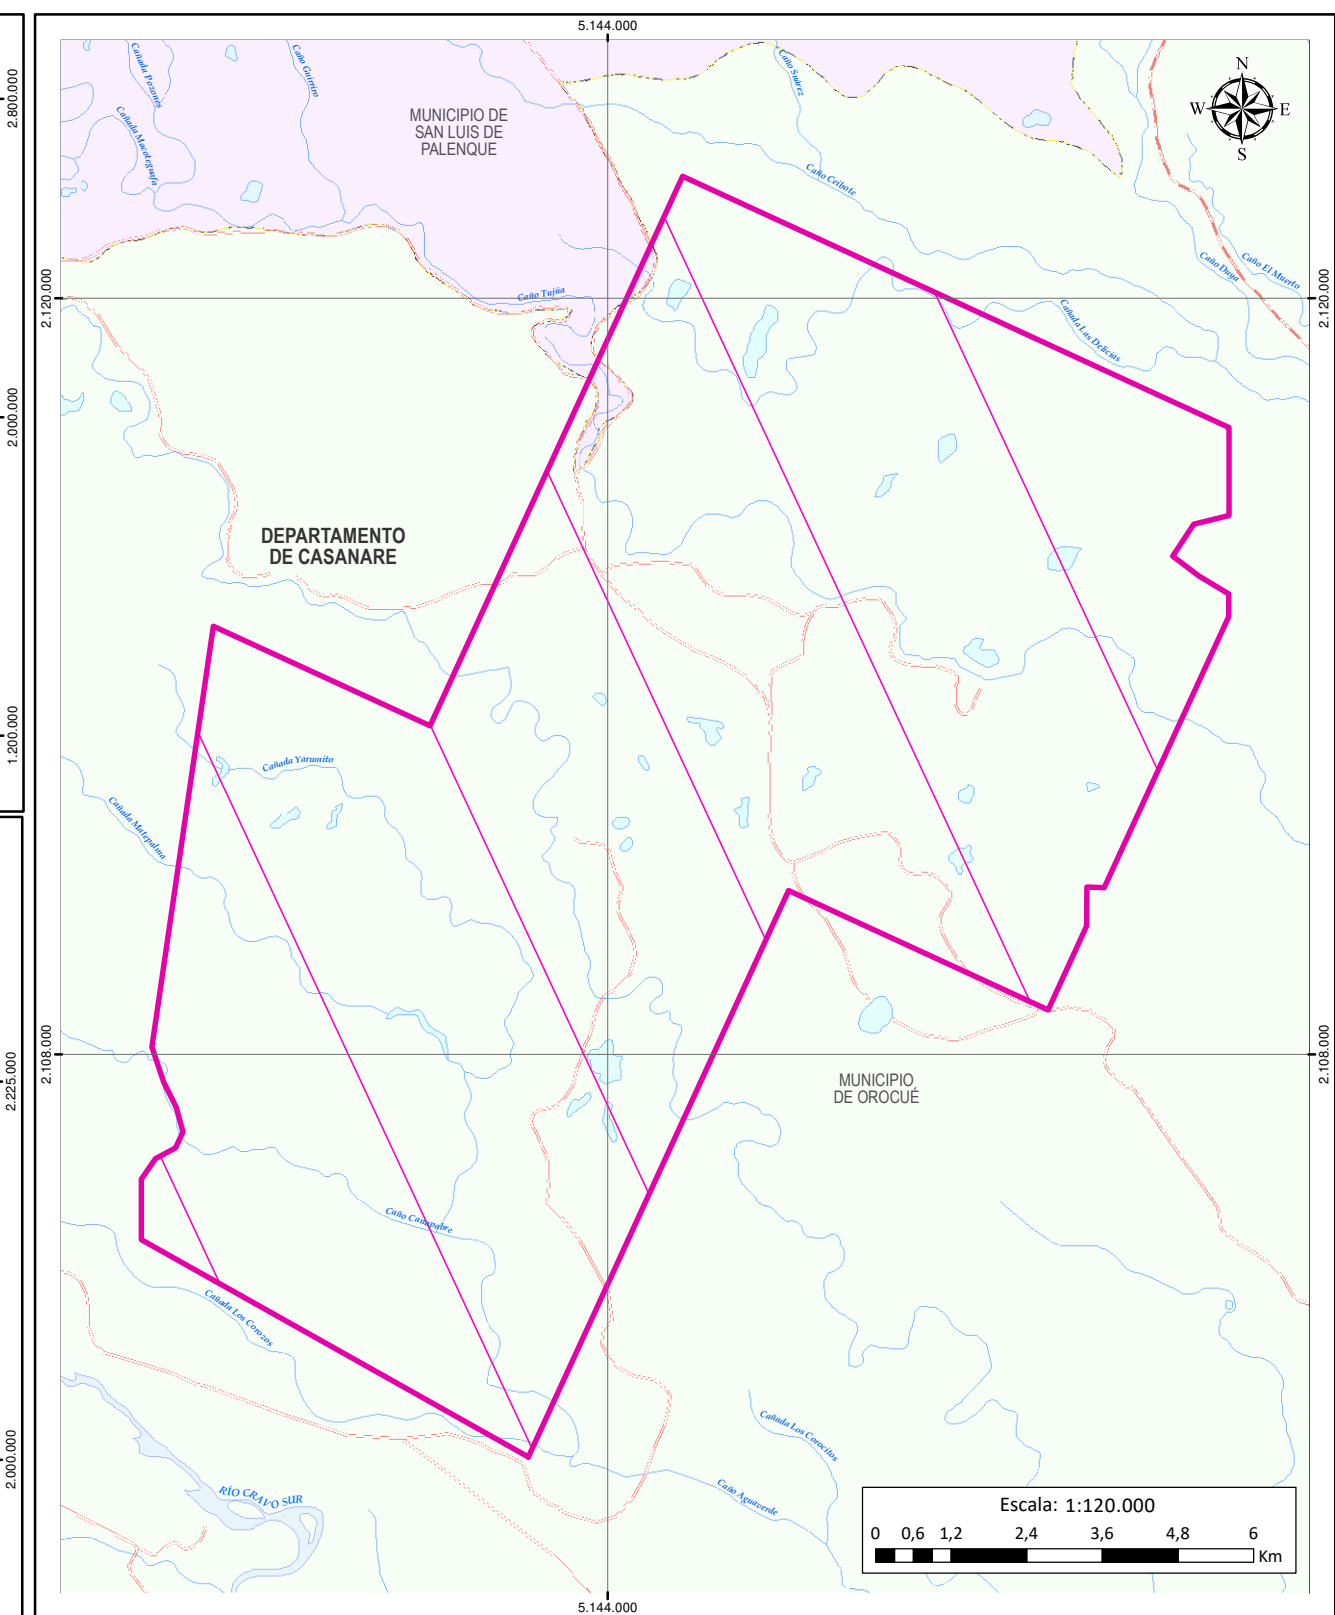 5.144.000
2.800.000
2.000.000
1.200.000
2.225.000
2.000.000
2.120.000
2.120.000
2.108.000
2.108.000
N
W
E
S
Cañada Pozones
Caño Guirriro
Cañada Macoteguafa
MUNICIPIO DE
SAN LUIS DE
PALENQUE
Caño Suárez
Caño Ceibote
Caño Duya
Caño El Muerto
Caño Tujúa
Cañada Las Delicias
DEPARTAMENTO
DE CASANARE
Cañada Yarumito
Cañada Matepalma
MUNICIPIO
DE OROCUÉ
Caño Canapabre
Cañada Los Corozos
Cañada Los Corocitos
Caño Aguaverde
RÍO CRAVO SUR
Escala: 1:120.000
0 0,6 1,2 2,4 3,6 4,8 6
Km
5.144.000